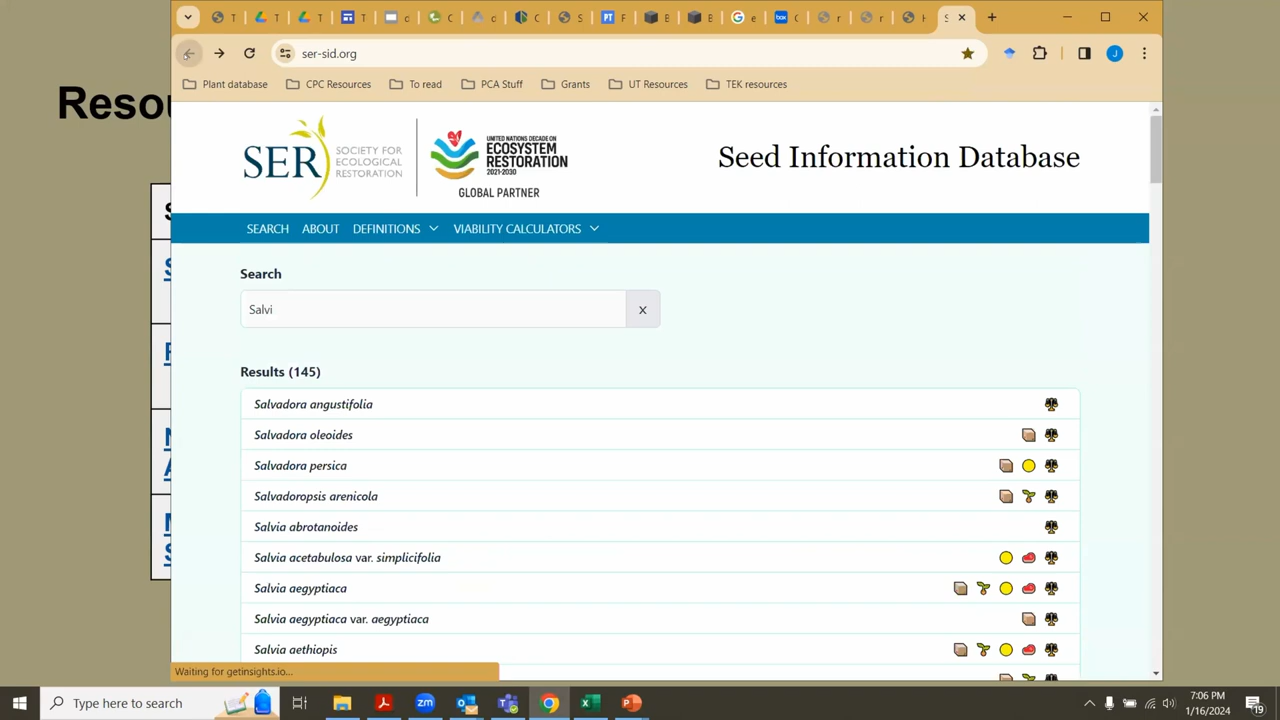 Resou
ser-sid.org
J
Plant database
CPC Resources
To read
PCA Stuff
Grants
UT Resources
TEK resources
SER
SOCIETY FOR
ECOLOGICAL
RESTORATION
UNITED NATIONS DECADE ON
ECOSYSTEM
RESTORATION
2021-2030
GLOBAL PARTNER
Seed Information Database
SEARCH
ABOUT
DEFINITIONS
VIABILITY CALCULATORS
Search
Salvi
x
Results (145)
Salvadora angustifolia
Salvadora oleoides
Salvadora persica
Salvadoropsis arenicola
Salvia abrotanoides
Salvia acetabulosa var. simplicifolia
Salvia aegyptiaca
Salvia aegyptiaca var. aegyptiaca
Salvia aethiopis
Waiting for getinsights.io...
Type here to search
7:06 PM
1/16/2024
19